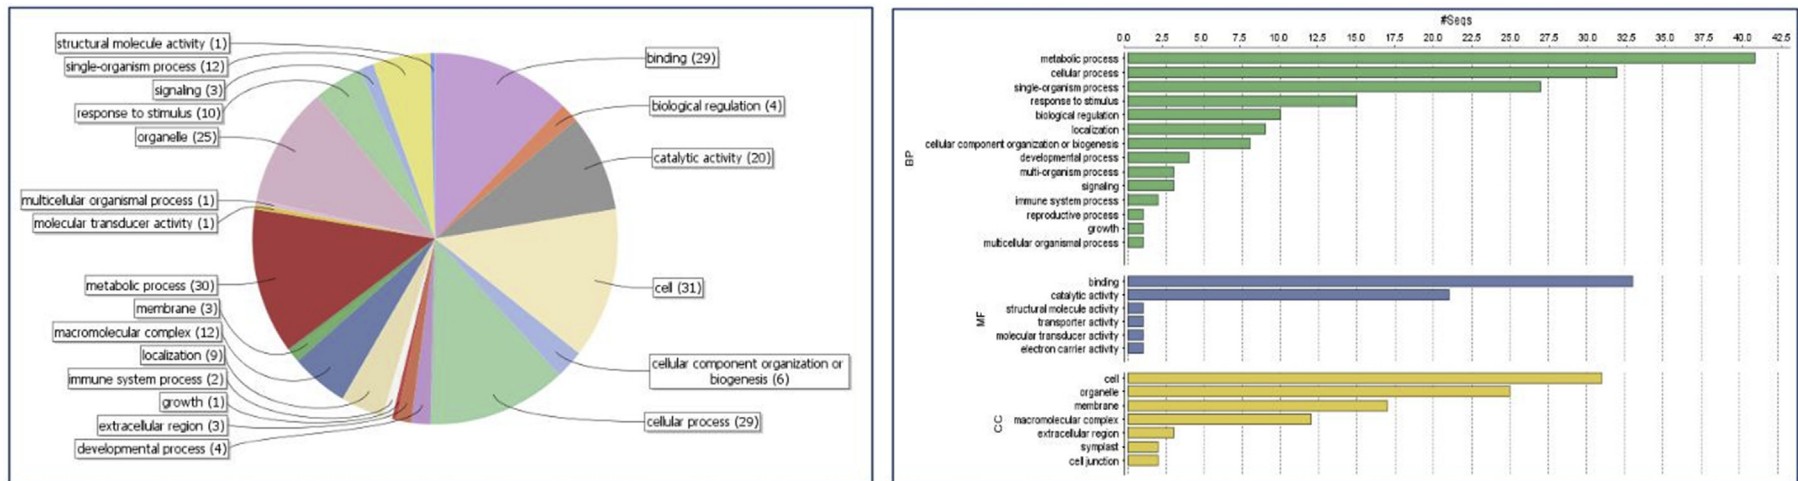 structural molecule activity (1)
single-organism process (12)
signaling (3)
response to stimulus (10)
organelle (25)
multicellular organismal process (1)
molecular transducer activity (1)
metabolic process (30)
membrane (3)
macromolecular complex (12)
localization (9)
immune system process (2)
growth (1)
extracellular region (3)
developmental process (4)
binding (29)
biological regulation (4)
catalytic activity (20)
cell (31)
cellular component organization or
biogenesis (6)
cellular process (29)
#Seqs
0.0 2.5 5.0 7.5 10.0 12.5 15.0 17.5 20.0 22.5 25.0 27.5 30.0 32.5 35.0 37.5 40.0 42.5
BP
metabolic process
cellular process
single-organism process
response to stimulus
biological regulation
localization
cellular component organization or biogenesis
developmental process
multi-organism process
signaling
immune system process
reproductive process
growth
multicellular organismal process
MF
binding
catalytic activity
structural molecule activity
transporter activity
molecular transducer activity
electron carrier activity
CC
cell
organelle
membrane
macromolecular complex
extracellular region
symplast
cell junction